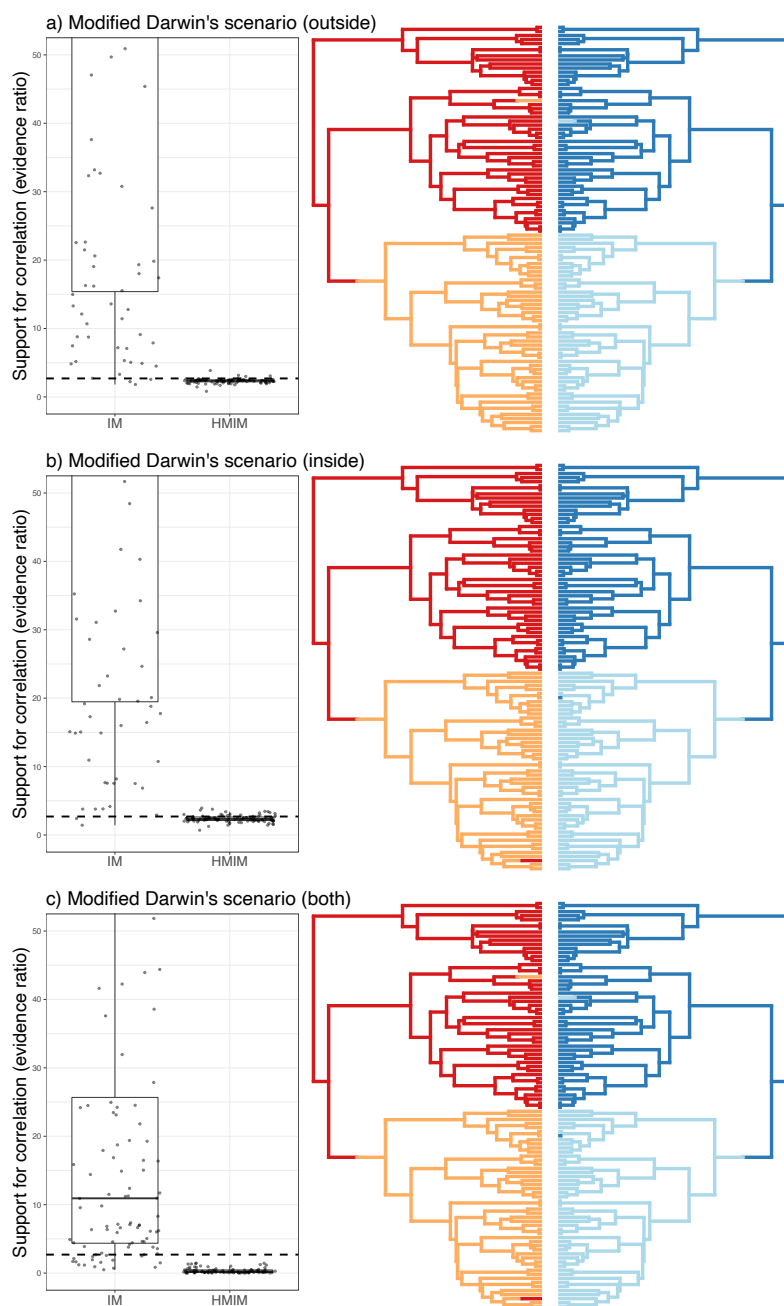 a) Modified Darwin's scenario (outside)
Support for correlation (evidence ratio)
50
40
30
20
10
0
IM
HMIM
b) Modified Darwin's scenario (inside)
Support for correlation (evidence ratio)
50
40
30
20
10
0
IM
HMIM
c) Modified Darwin's scenario (both)
Support for correlation (evidence ratio)
50
40
30
20
10
0
IM
HMIM